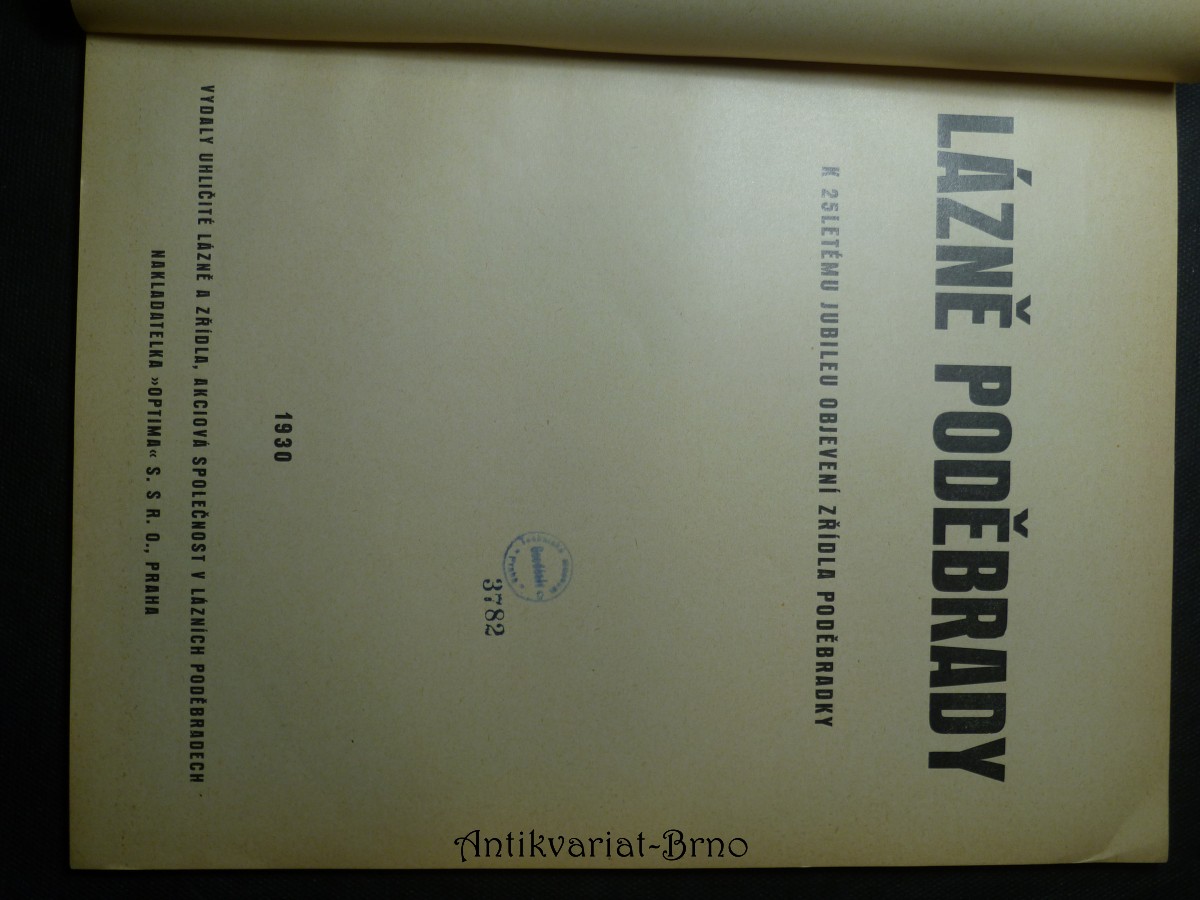 LÁZNĚ PODĚBRADY
K 25LETÉMU JUBILEU OBJEVENÍ ZŘÍDLA PODĚBRADKY
3782
1930
VYDALY UHLIČITÉ LÁZNĚ A ZŘÍDLA, AKCIOVÁ SPOLEČNOST V LÁZNÍCH PODĚBRADECH
NAKLADATELKA »OPTIMA« S. S R. O., PRAHA
Antikvariat-Brno